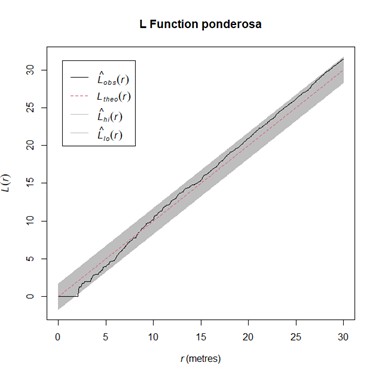 L Function ponderosa
L̂obs(r)
Ltheo(r)
L̂hi(r)
L̂lo(r)
L(r)
30
25
20
15
10
5
0
0 5 10 15 20 25 30
r (metres)